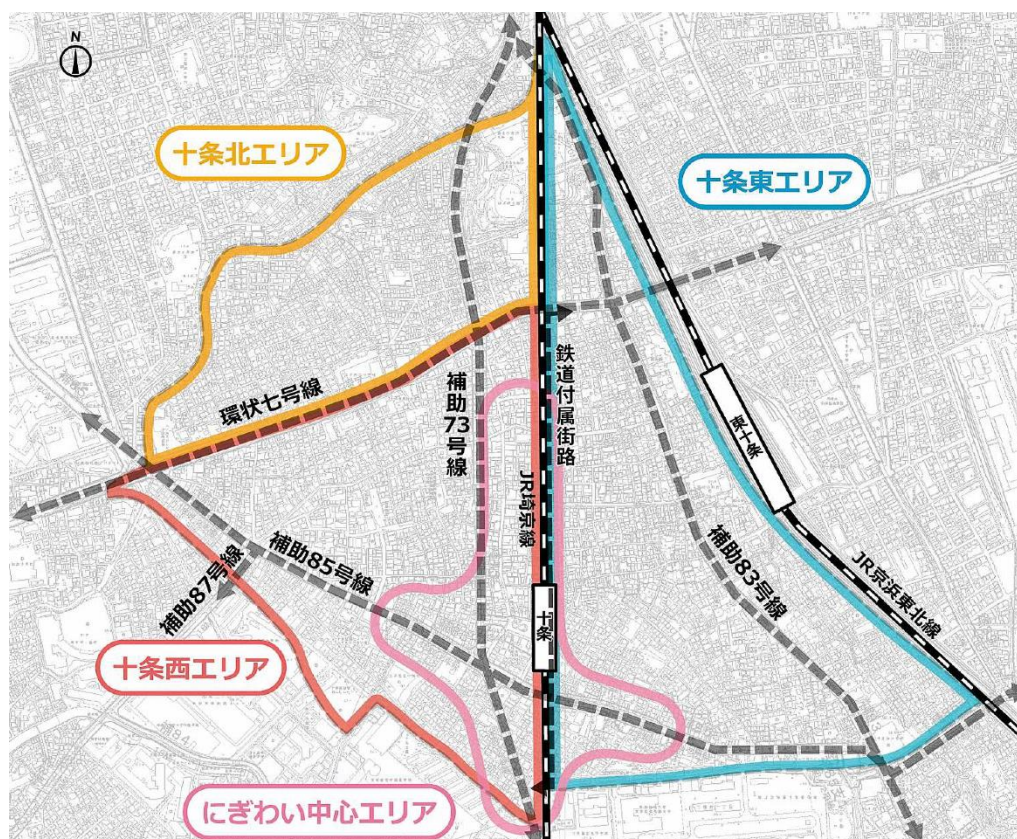 N
十条北エリア
十条東エリア
環状七号線
補助73号線
鉄道付属街路
JR埼京線
東十条
補助87号線
補助85号線
十条
補助83号線
JR京浜東北線
十条西エリア
にぎわい中心エリア